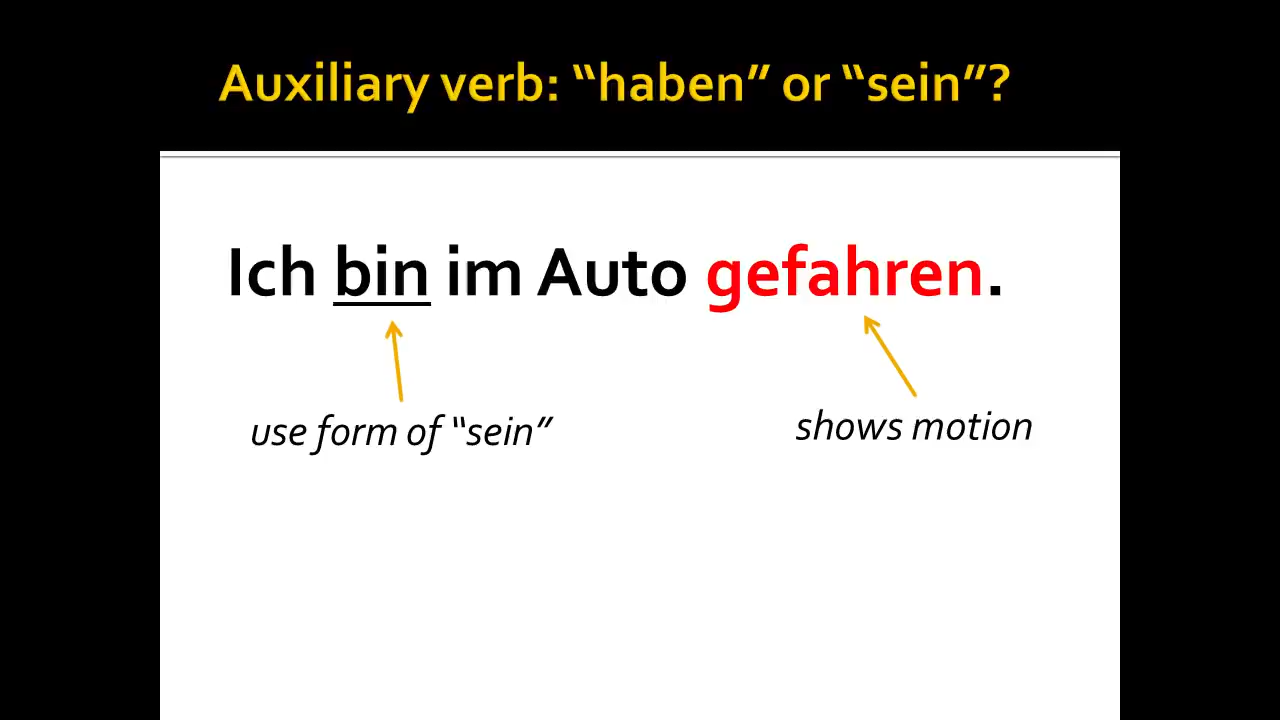 Auxiliary verb: “haben” or “sein”?
Ich bin im Auto gefahren.
use form of “sein”
shows motion